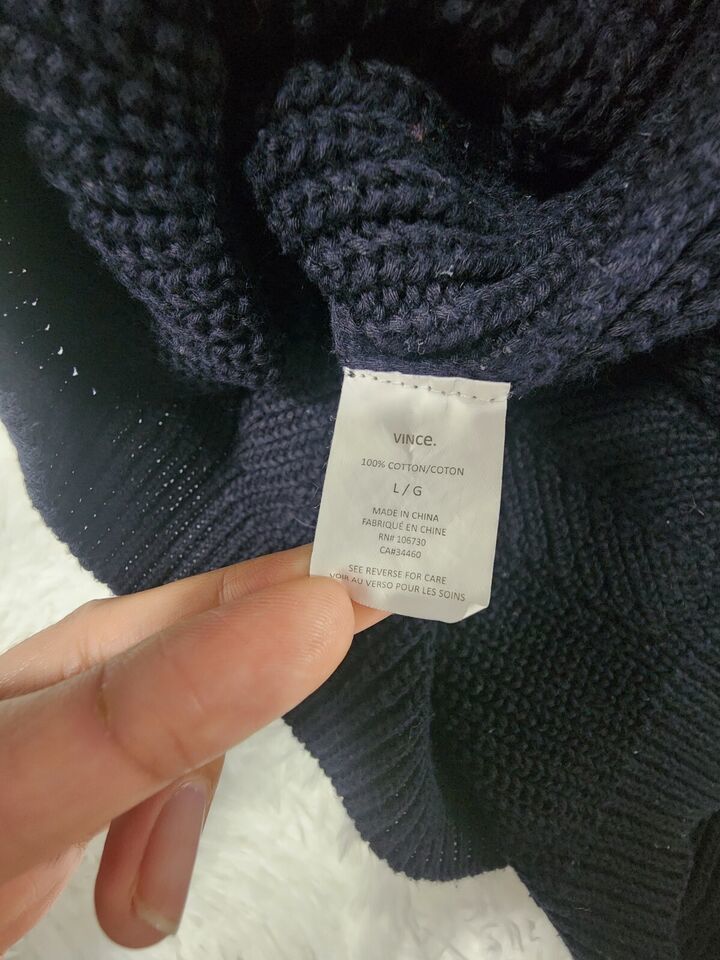 VINCE.
100% COTTON/COTON
L / G
MADE IN CHINA
FABRIQUÉ EN CHINE
RN# 106730
CA#34460
SEE REVERSE FOR CARE
VOIR AU VERSO POUR LES SOINS